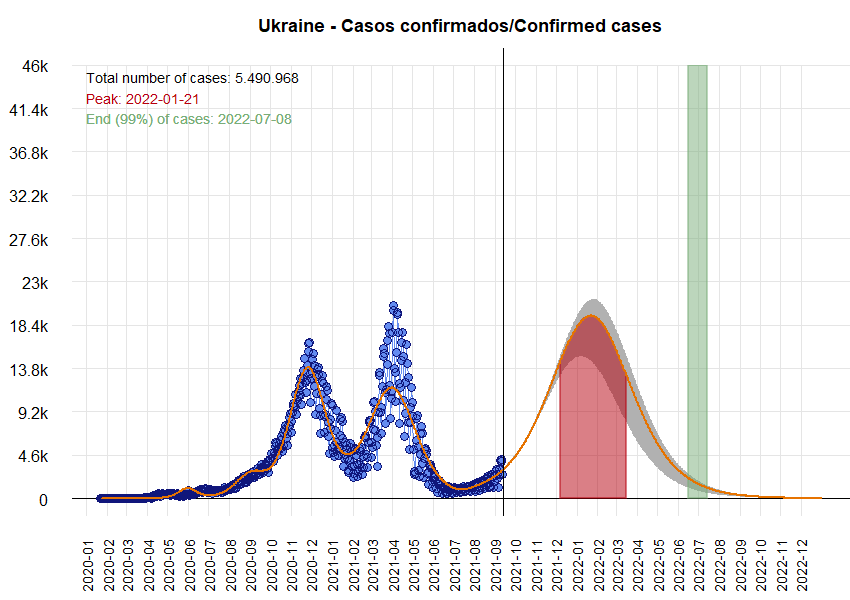 Ukraine - Casos confirmados/Confirmed cases
Total number of cases: 5.490.968
Peak: 2022-01-21
End (99%) of cases: 2022-07-08
46k
41.4k
36.8k
32.2k
27.6k
23k
18.4k
13.8k
9.2k
4.6k
0
2020-01
2020-02
2020-03
2020-04
2020-05
2020-06
2020-07
2020-08
2020-09
2020-10
2020-11
2020-12
2021-01
2021-02
2021-03
2021-04
2021-05
2021-06
2021-07
2021-08
2021-09
2021-10
2021-11
2021-12
2022-01
2022-02
2022-03
2022-04
2022-05
2022-06
2022-07
2022-08
2022-09
2022-10
2022-11
2022-12